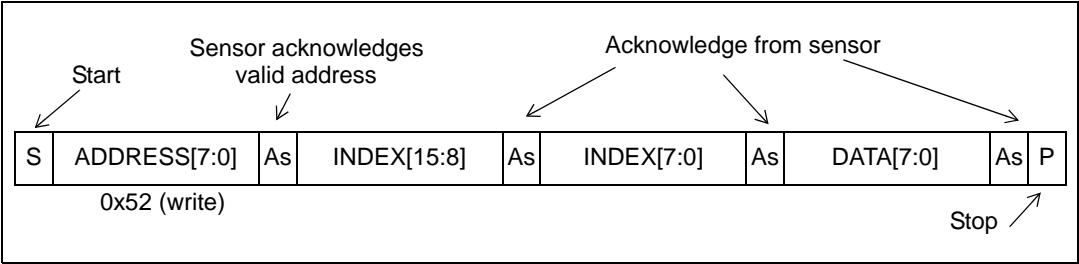 Sensor acknowledges
valid address
Acknowledge from sensor
Start
S ADDRESS[7:0] As INDEX[15:8] As INDEX[7:0] As DATA[7:0] As P
0x52 (write)
Stop